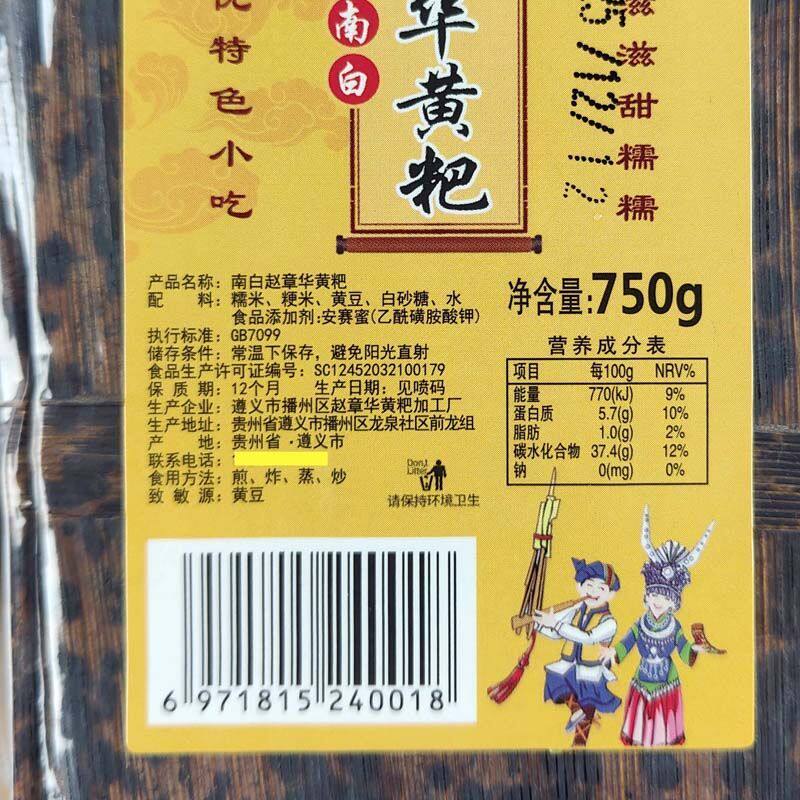 优特色小吃
南白
华黄粑
滋滋甜糯糯
产品名称：南白赵章华黄粑
配　　料：糯米、粳米、黄豆、白砂糖、水
食品添加剂:安赛蜜(乙酰磺胺酸钾)
执行标准：GB7099
储存条件：常温下保存，避免阳光直射
食品生产许可证编号：SC12452032100179
保 质 期：12个月　生产日期：见喷码
生产企业：遵义市播州区赵章华黄粑加工厂
生产地址：贵州省遵义市播州区龙泉社区前龙组
产　　地：贵州省·遵义市
联系电话：
食用方法：煎、炸、蒸、炒
致 敏 源：黄豆
净含量:750g
营养成分表
项目 每100g NRV%
能量 770(kJ) 9%
蛋白质 5.7(g) 10%
脂肪 1.0(g) 2%
碳水化合物 37.4(g) 12%
钠 0(mg) 0%
Don,t
Litter
请保持环境卫生
6 971815 240018